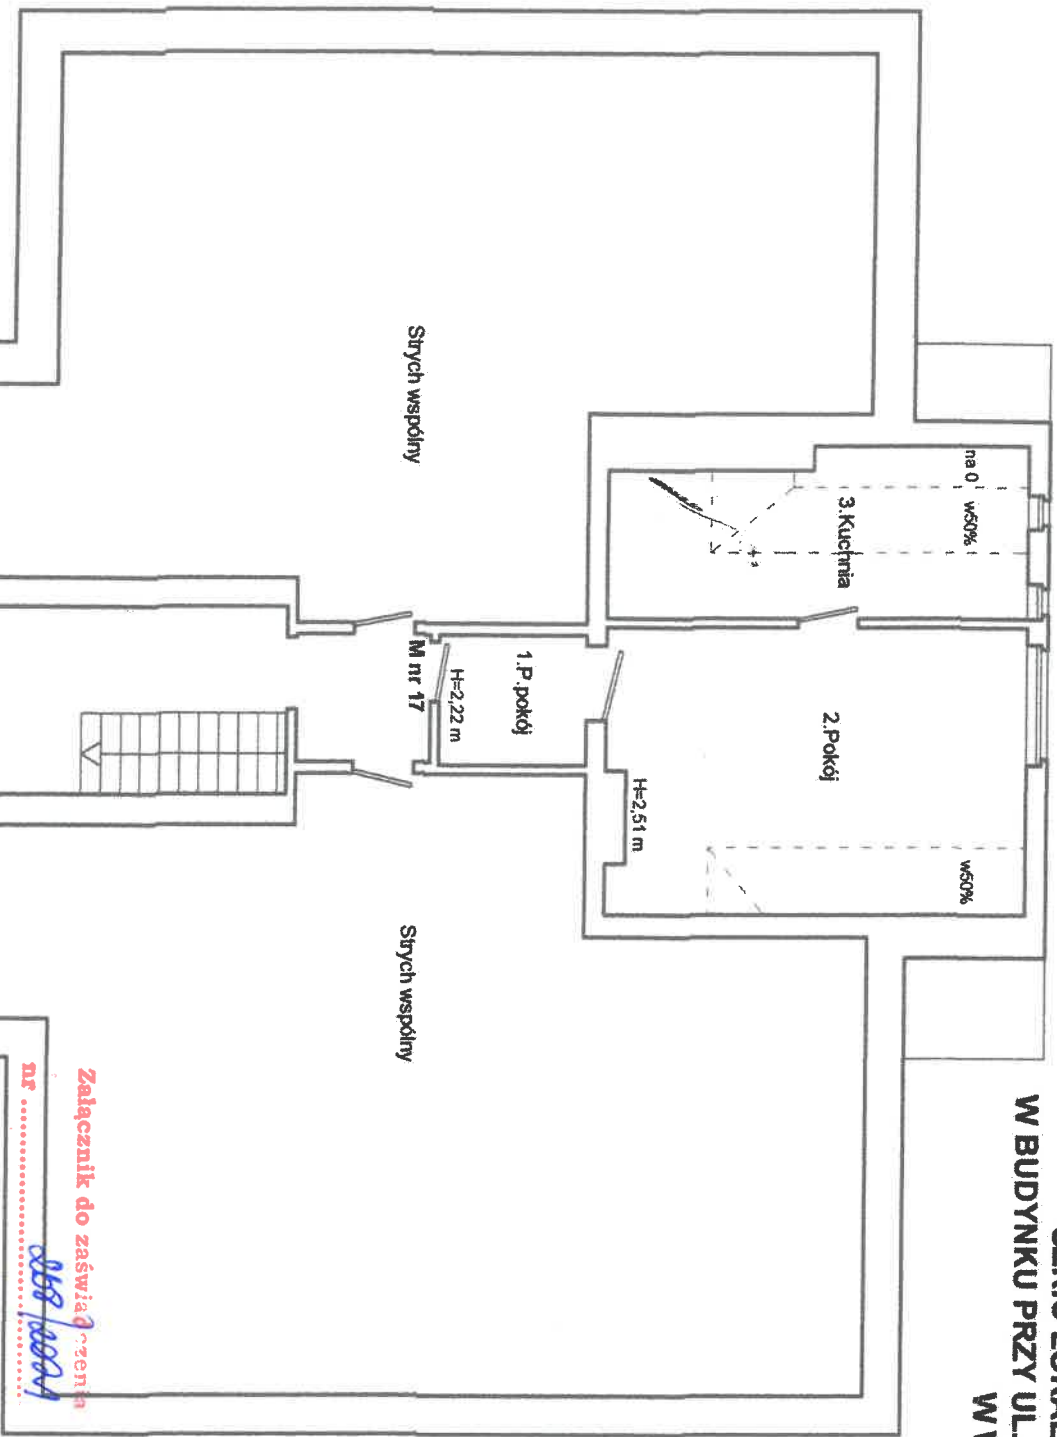 W BUDYNKU PRZY UL.
W
na 0
w50%
3.Kuchnia
2.Pokój
w50%
H=2,51 m
1.P.pokój
H=2,22 m
M nr 17
Strych wspólny
Strych wspólny
Załącznik do zaświadczenia
nr